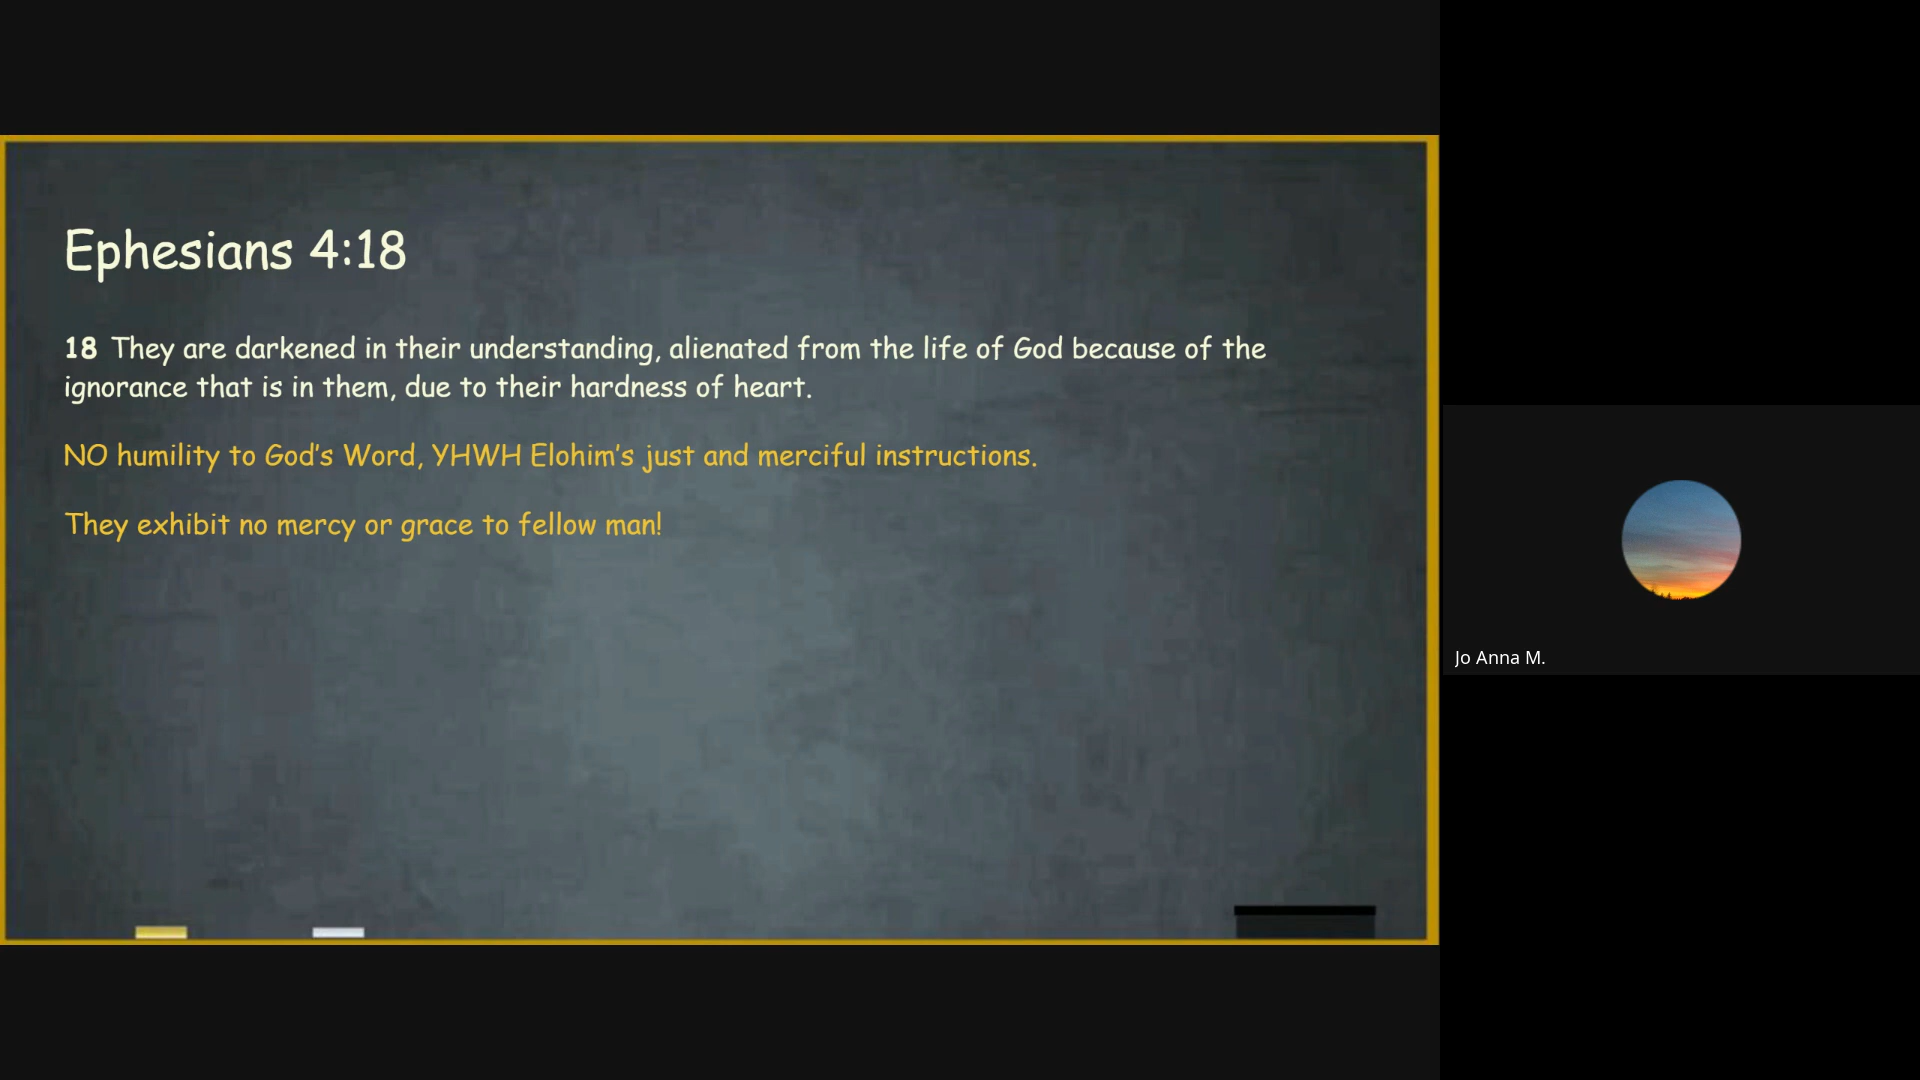 Ephesians 4:18
18 They are darkened in their understanding, alienated from the life of God because of the
ignorance that is in them, due to their hardness of heart.
NO humility to God's Word, YHWH Elohim's just and merciful instructions.
They exhibit no mercy or grace to fellow man!
Jo Anna M.